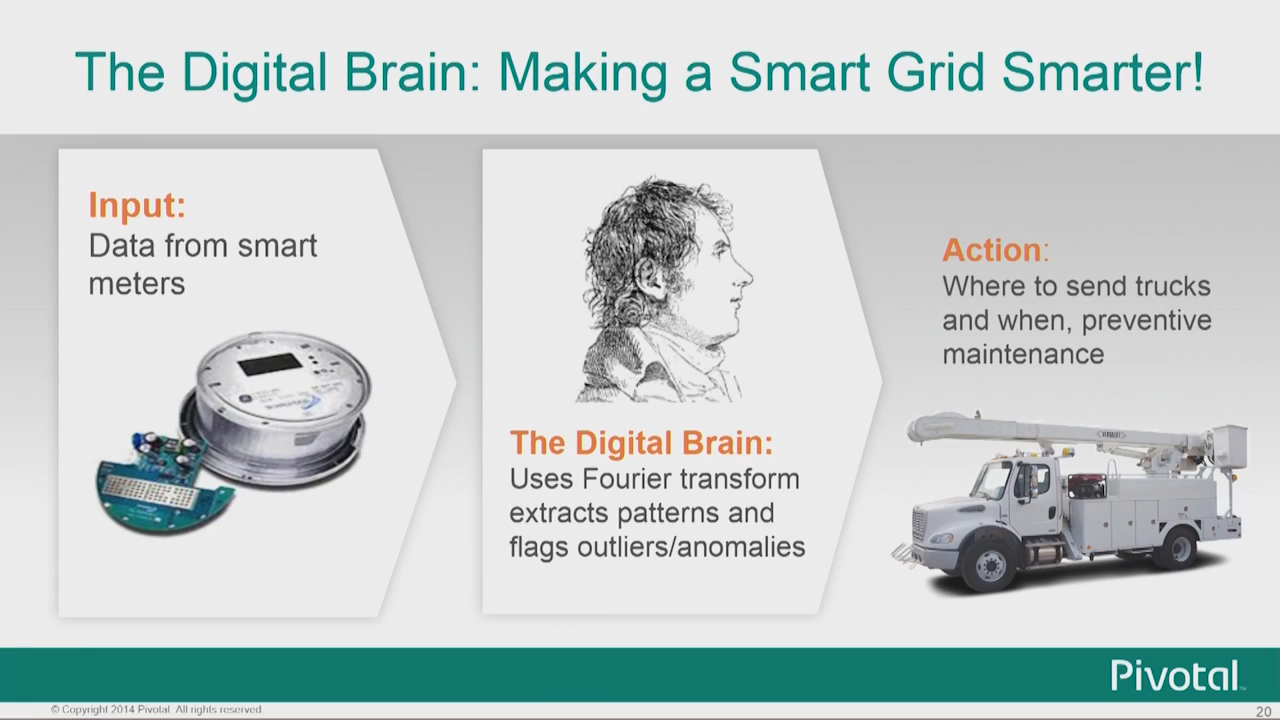 The Digital Brain: Making a Smart Grid Smarter!
Input:
Data from smart
meters
The Digital Brain:
Uses Fourier transform
extracts patterns and
flags outliers/anomalies
Action:
Where to send trucks
and when, preventive
maintenance
VERSALIFT
Pivotal™
© Copyright 2014 Pivotal. All rights reserved.
20